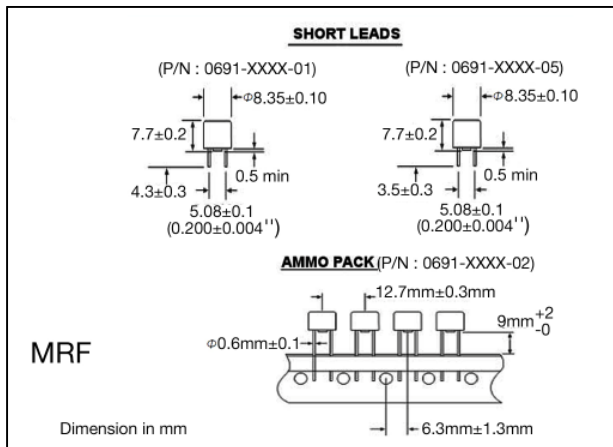 SHORT LEADS
(P/N : 0691-XXXX-01)
(P/N : 0691-XXXX-05)
Φ8.35±0.10
Φ8.35±0.10
7.7±0.2
7.7±0.2
0.5 min
0.5 min
4.3±0.3
3.5±0.3
5.08±0.1
(0.200±0.004'')
5.08±0.1
(0.200±0.004'')
AMMO PACK (P/N : 0691-XXXX-02)
12.7mm±0.3mm
9mm +2 -0
Φ0.6mm±0.1
MRF
6.3mm±1.3mm
Dimension in mm